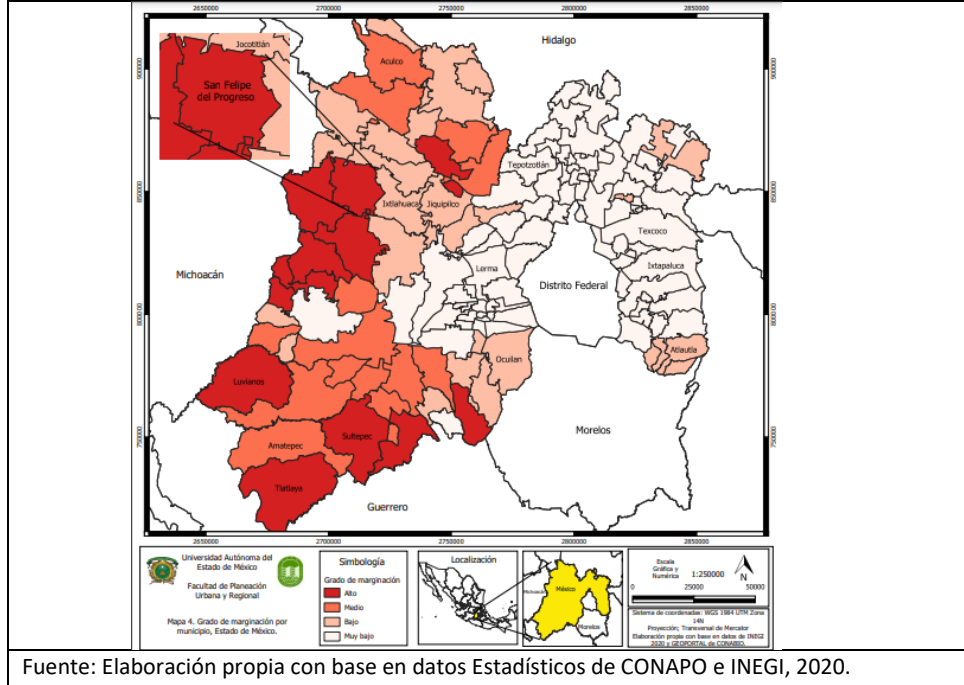 2650000 2700000 2750000 2800000 2850000
Hidalgo
Jocotitlán
San Felipe
del Progreso
Aculco
900000 900000
Tepotzotlán
850000 850000
Ixtlahuaca Jiquipilco
Texcoco
Michoacán
Lerma
Ixtapaluca
Distrito Federal
800000 800000
Ocuilan
Atlautla
Luvianos
Morelos
Sultepec
750000 750000
Amatepec
Tlatlaya
Guerrero
2650000 2700000 2750000 2800000 2850000
Universidad Autónoma del
Estado de México
Facultad de Planeación
Urbana y Regional
Mapa 4. Grado de marginación por
municipio, Estado de México.
Simbología
Grado de marginación
Alto
Medio
Bajo
Muy bajo
Localización
Michoacán
México
Morelos
Escala
Gráfica y
Numérica 1:250000 N
0 25000 50000
Sistema de coordenadas: WGS 1984 UTM Zona
14N
Proyección; Transversal de Mercator
Elaboración propia con base en datos de INEGI
2020 y GEOPORTAL de CONABIO.
Fuente: Elaboración propia con base en datos Estadísticos de CONAPO e INEGI, 2020.